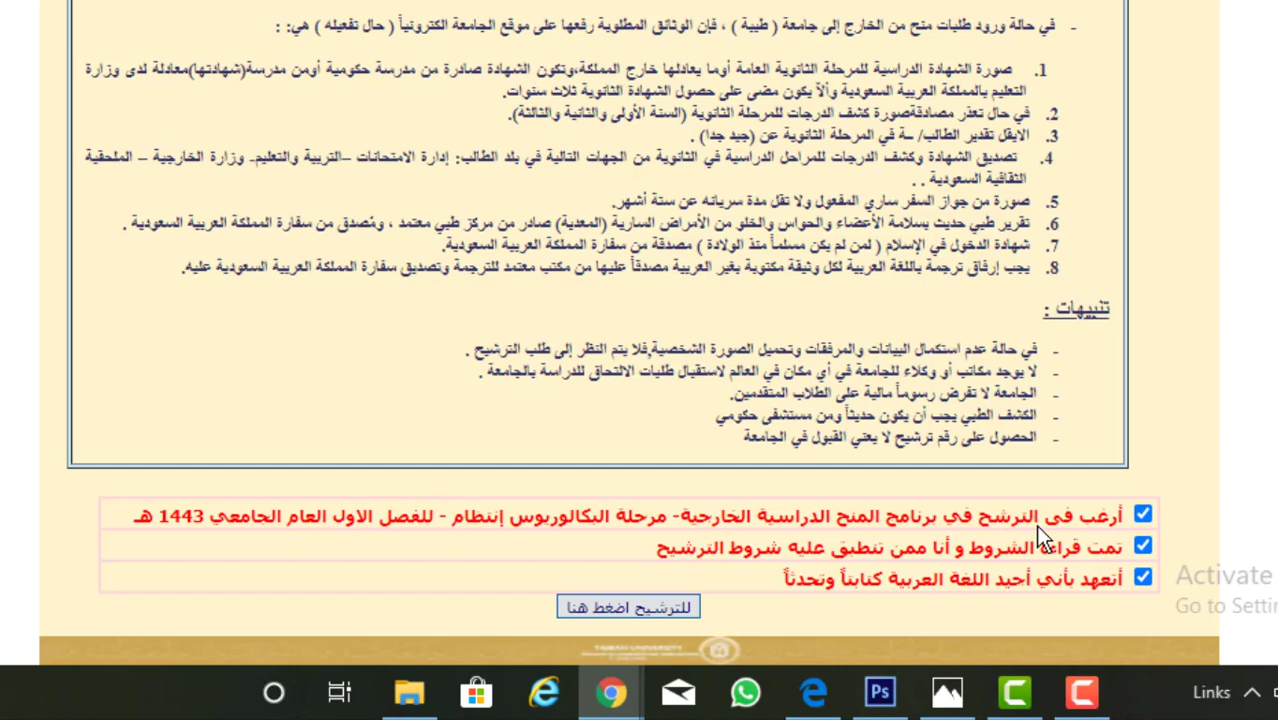 - في حالة ورود طلبات منح من الخارج إلى جامعة ( طيبة ) ، فإن الوثائق المطلوبة رفعها على موقع الجامعة الكترونياً ( حال تفعيله ) هي: :
1. صورة الشهادة الدراسية للمرحلة الثانوية العامة أوما يعادلها خارج المملكة،وتكون الشهادة صادرة من مدرسة حكومية أومن مدرسة(شهادتها)معادلة لدى وزارة
التعليم بالمملكة العربية السعودية وألاّ يكون مضى على حصول الشهادة الثانوية ثلاث سنوات.
2. في حال تعذر مصادقةصورة كشف الدرجات للمرحلة الثانوية (السنة الأولى والثانية والثالثة).
3. الايقل تقدير الطالب/ ـة في المرحلة الثانوية عن (جيد جدا) .
4. تصديق الشهادة وكشف الدرجات للمراحل الدراسية في الثانوية من الجهات التالية في بلد الطالب: إدارة الامتحانات –التربية والتعليم- وزارة الخارجية – الملحقية
الثقافية السعودية . .
5. صورة من جواز السفر ساري المفعول ولا تقل مدة سريانه عن ستة أشهر.
6. تقرير طبي حديث بسلامة الأعضاء والحواس والخلو من الأمراض السارية (المعدية) صادر من مركز طبي معتمد ، ومُصدق من سفارة المملكة العربية السعودية .
7. شهادة الدخول في الإسلام ( لمن لم يكن مسلماً منذ الولادة ) مصدقة من سفارة المملكة العربية السعودية.
8. يجب إرفاق ترجمة باللغة العربية لكل وثيقة مكتوبة بغير العربية مصدقاً عليها من مكتب معتمد للترجمة وتصديق سفارة المملكة العربية السعودية عليه.
تنبيهات :
- في حالة عدم استكمال البيانات والمرفقات وتحميل الصورة الشخصية,فلا يتم النظر إلى طلب الترشيح .
- لا يوجد مكاتب أو وكلاء للجامعة في أي مكان في العالم لاستقبال طلبات الالتحاق للدراسة بالجامعة .
- الجامعة لا تفرض رسوماً مالية على الطلاب المتقدمين.
- الكشف الطبي يجب أن يكون حديثاً ومن مستشفى حكومي
- الحصول على رقم ترشيح لا يعني القبول في الجامعة
أرغب في الترشح في برنامج المنح الدراسية الخارجية- مرحلة البكالوريوس إنتظام - للفصل الاول العام الجامعي 1443 هـ
تمت قراءة الشروط و أنا ممن تنطبق عليه شروط الترشيح
أتعهد بأني أجيد اللغة العربية كتابتاً وتحدثاً
للترشيح اضغط هنا
Activate
Go to Setti
TAIBAH UNIVERSITY
Ps
Links